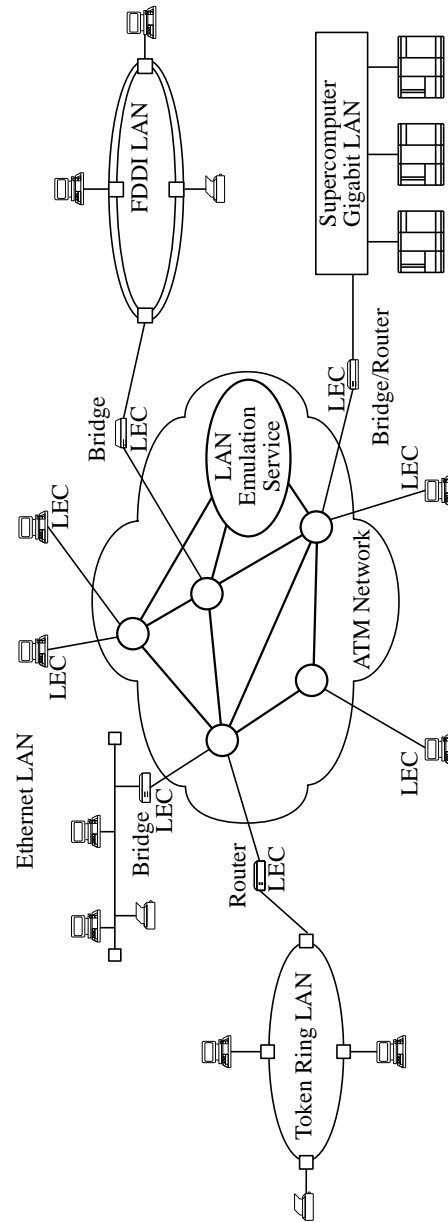 Ethernet LAN
LEC
LEC
Bridge
LEC
Bridge
LEC
FDDI LAN
Router
LEC
LAN
Emulation
Service
Token Ring LAN
ATM Network
LEC
Bridge/Router
Supercomputer
Gigabit LAN
LEC
LEC